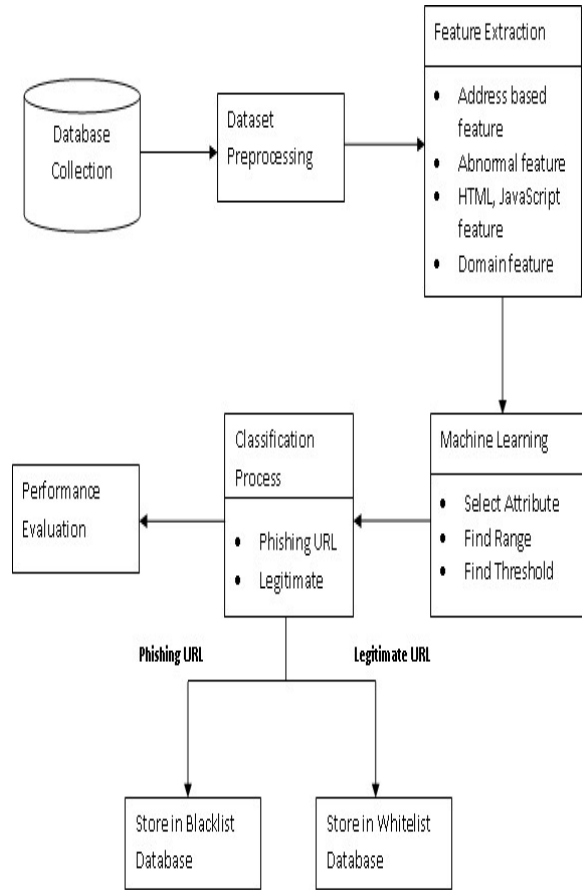 Database
Collection
Dataset
Preprocessing
Feature Extraction
• Address based
feature
• Abnormal feature
• HTML, JavaScript
feature
• Domain feature
Machine Learning
• Select Attribute
• Find Range
• Find Threshold
Classification
Process
• Phishing URL
• Legitimate
Performance
Evaluation
Phishing URL
Legitimate URL
Store in Blacklist
Database
Store in Whitelist
Database